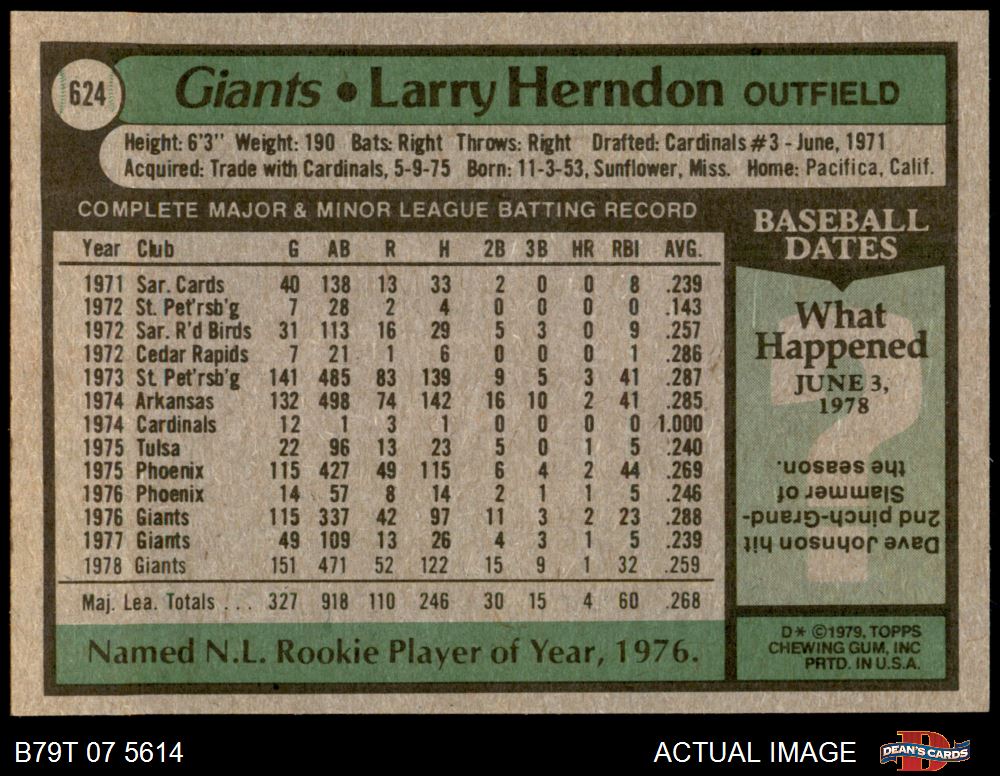 624
Giants • Larry Herndon OUTFIELD
Height: 6'3" Weight: 190 Bats: Right Throws: Right Drafted: Cardinals #3 - June, 1971
Acquired: Trade with Cardinals, 5-9-75 Born: 11-3-53, Sunflower, Miss. Home: Pacifica, Calif.
COMPLETE MAJOR & MINOR LEAGUE BATTING RECORD
Year Club G AB R H 2B 3B HR RBI AVG.
1971 Sar. Cards 40 138 13 33 2 0 0 8 .239
1972 St. Pet'rsb'g 7 28 2 4 0 0 0 0 .143
1972 Sar. R'd Birds 31 113 16 29 5 3 0 9 .257
1972 Cedar Rapids 7 21 1 6 0 0 0 1 .286
1973 St. Pet'rsb'g 141 485 83 139 9 5 3 41 .287
1974 Arkansas 132 498 74 142 16 10 2 41 .285
1974 Cardinals 12 1 3 1 0 0 0 0 1.000
1975 Tulsa 22 96 13 23 5 0 1 5 .240
1975 Phoenix 115 427 49 115 6 4 2 44 .269
1976 Phoenix 14 57 8 14 2 1 1 5 .246
1976 Giants 115 337 42 97 11 3 2 23 .288
1977 Giants 49 109 13 26 4 3 1 5 .239
1978 Giants 151 471 52 122 15 9 1 32 .259
Maj. Lea. Totals . . . 327 918 110 246 30 15 4 60 .268
Named N.L. Rookie Player of Year, 1976.
BASEBALL
DATES
What
Happened
JUNE 3,
1978
Dave Johnson hit
2nd pinch-Grand-
Slammer of
the season.
D* ©1979, TOPPS
CHEWING GUM, INC
PRTD. IN U.S.A.
B79T 07 5614
ACTUAL IMAGE
DEAN'S CARDS